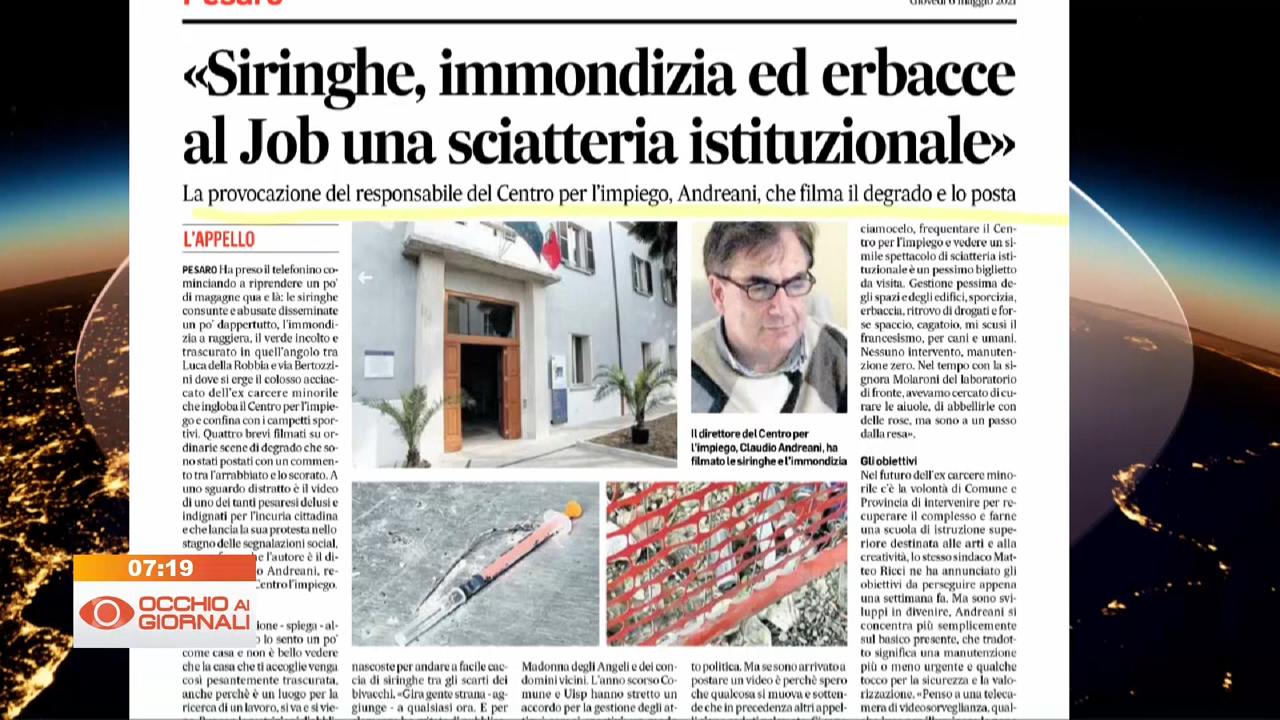 Pesaro
Giovedì 6 maggio 2021
«Siringhe, immondizia ed erbacce
al Job una sciatteria istituzionale»
La provocazione del responsabile del Centro per l'impiego, Andreani, che filma il degrado e lo posta
L'APPELLO
PESARO Ha preso il telefonino co-
minciando a riprendere un po'
di magagne qua e là: le siringhe
consunte e abusate disseminate
un po' dappertutto, l'immondi-
zia a raggiera, il verde incolto e
trascurato in quell'angolo tra
Luca della Robbia e via Bertozzi-
ni dove si erge il colosso acciac-
cato dell'ex carcere minorile
che ingloba il Centro per l'impie-
go e confina con i campetti spor-
tivi. Quattro brevi filmati su or-
dinarie scene di degrado che so-
no stati postati con un commen-
to tra l'arrabbiato e lo scorato. A
uno sguardo distratto è il video
di uno dei tanti pesaresi delusi e
indignati per l'incuria cittadina
e che lancia la sua protesta nello
stagno delle segnalazioni social,
e l'autore è il di-
o Andreani, re-
Centro l'impiego.
ione - spiega - al-
o lo sento un po'
come casa e non è bello vedere
che la casa che ti accoglie venga
così pesantemente trascurata,
anche perchè è un luogo per la
ricerca di un lavoro, si va e si vie-
Il direttore del Centro per
l'impiego, Claudio Andreani, ha
filmato le siringhe e l'immondizia
nascoste per andare a facile cac-
cia di siringhe tra gli scarti dei
bivacchi. «Gira gente strana - ag-
giunge - a qualsiasi ora. E per
Madonna degli Angeli e dei con-
domini vicini. L'anno scorso Co-
mune e Uisp hanno stretto un
accordo per la gestione degli at-
to politica. Ma se sono arrivato a
postare un video è perchè spero
che qualcosa si muova e sotten-
de che in precedenza altri appel-
ciamocelo, frequentare il Cen-
tro per l'impiego e vedere un si-
mile spettacolo di sciatteria isti-
tuzionale è un pessimo biglietto
da visita. Gestione pessima de-
gli spazi e degli edifici, sporcizia,
erbaccia, ritrovo di drogati e for-
se spaccio, cagatoio, mi scusi il
francesismo, per cani e umani.
Nessuno intervento, manuten-
zione zero. Nel tempo con la si-
gnora Molaroni del laboratorio
di fronte, avevamo cercato di cu-
rare le aiuole, di abbellirle con
delle rose, ma sono a un passo
dalla resa».
Gli obiettivi
Nel futuro dell'ex carcere mino-
rile c'è la volontà di Comune e
Provincia di intervenire per re-
cuperare il complesso e farne
una scuola di istruzione supe-
riore destinata alle arti e alla
creatività, lo stesso sindaco Mat-
teo Ricci ne ha annunciato gli
obiettivi da perseguire appena
una settimana fa. Ma sono svi-
luppi in divenire, Andreani si
concentra più semplicemente
sul basico presente, che tradot-
to significa una manutenzione
più o meno urgente e qualche
tocco per la sicurezza e la valo-
rizzazione. «Penso a una teleca-
mera di videosorveglianza, qual-
07:19
OCCHIO AI
GIORNALI